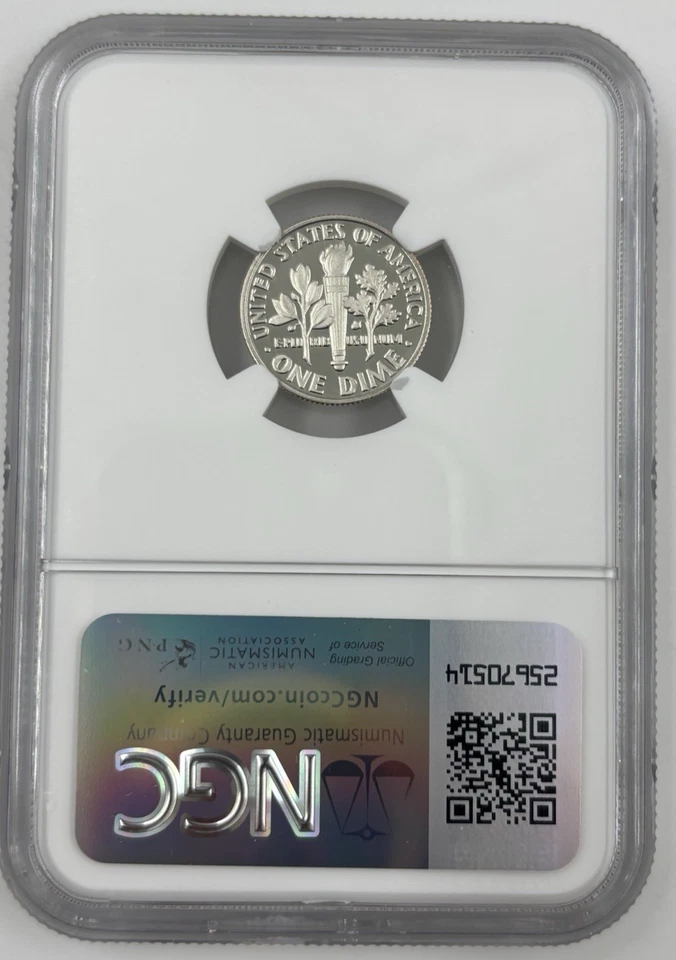 UNITED STATES OF AMERICA
E PLURIBUS UNUM
ONE DIME
25670514
NGC
Numismatic Guaranty Company
NGCcoin.com/verify
Official Grading
Service of
AMERICAN
NUMISMATIC
ASSOCIATION
PNG